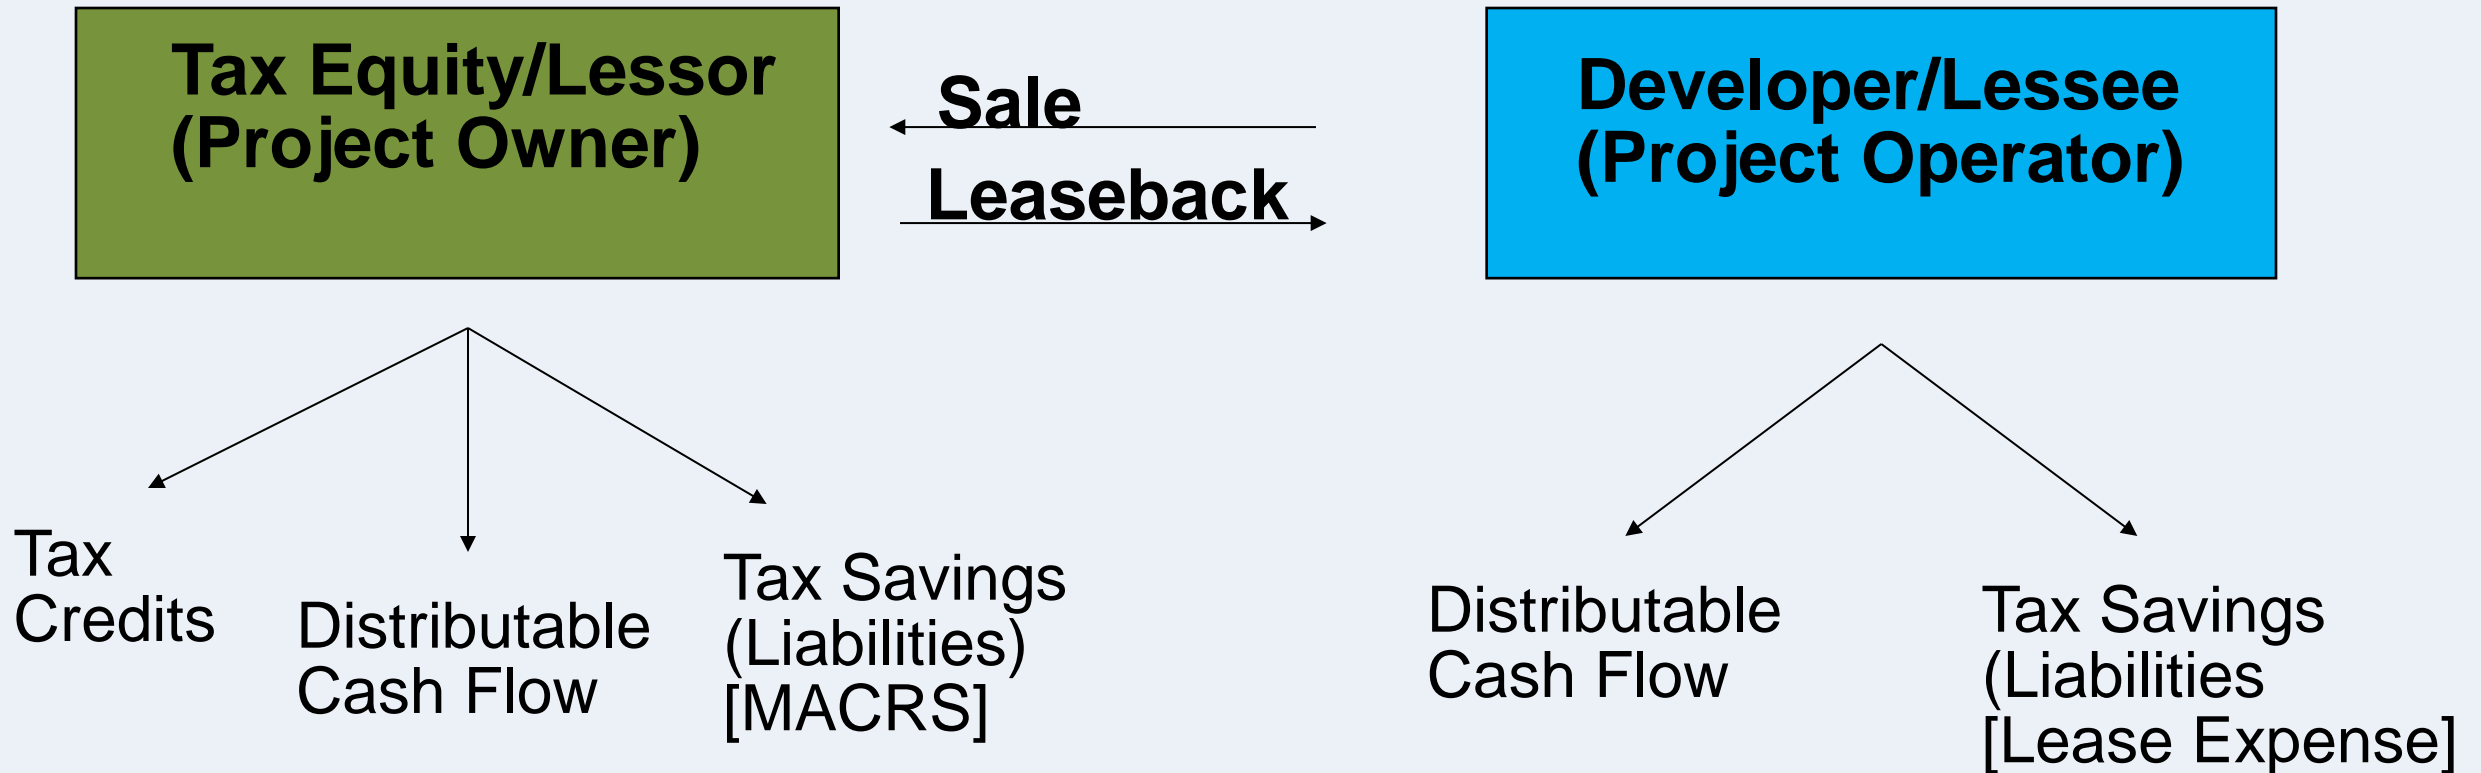 Tax Equity/Lessor
(Project Owner)
Sale
Leaseback
Developer/Lessee
(Project Operator)
Tax
Credits
Distributable
Cash Flow
Tax Savings
(Liabilities)
[MACRS]
Distributable
Cash Flow
Tax Savings
(Liabilities
[Lease Expense]